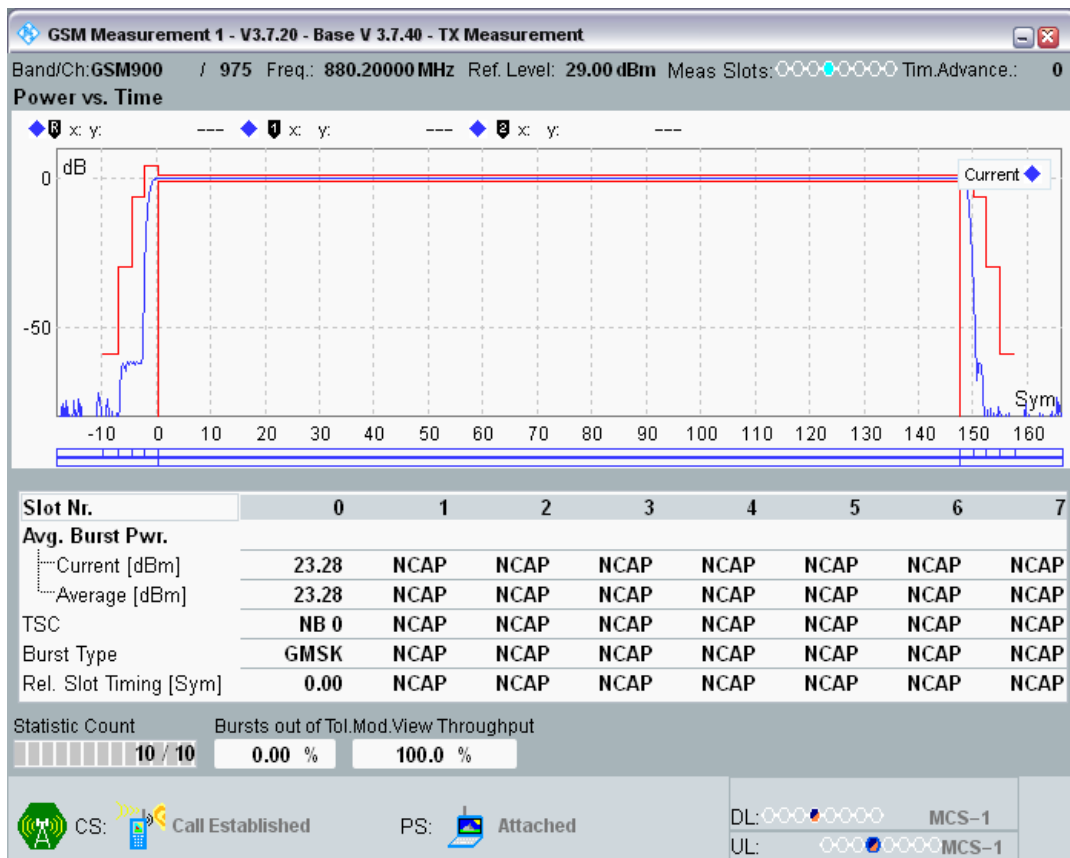 GSM Measurement 1 - V3.7.20 - Base V 3.7.40 - TX Measurement
Band/Ch:GSM900 / 975 Freq.: 880.20000 MHz Ref. Level: 29.00 dBm Meas Slots: Tim.Advance.: 0
Power vs. Time
R x: y: --- 1 x: y: --- 2 x: y: ---
dB
Current
0
-50
Sym
-10 0 10 20 30 40 50 60 70 80 90 100 110 120 130 140 150 160
Slot Nr. 0 1 2 3 4 5 6 7
Avg. Burst Pwr.
Current [dBm] 23.28 NCAP NCAP NCAP NCAP NCAP NCAP NCAP
Average [dBm] 23.28 NCAP NCAP NCAP NCAP NCAP NCAP NCAP
TSC NB 0 NCAP NCAP NCAP NCAP NCAP NCAP NCAP
Burst Type GMSK NCAP NCAP NCAP NCAP NCAP NCAP NCAP
Rel. Slot Timing [Sym] 0.00 NCAP NCAP NCAP NCAP NCAP NCAP NCAP
Statistic Count Bursts out of Tol.Mod.View Throughput
10 / 10 0.00 % 100.0 %
CS: Call Established PS: Attached
DL: MCS-1
UL: MCS-1